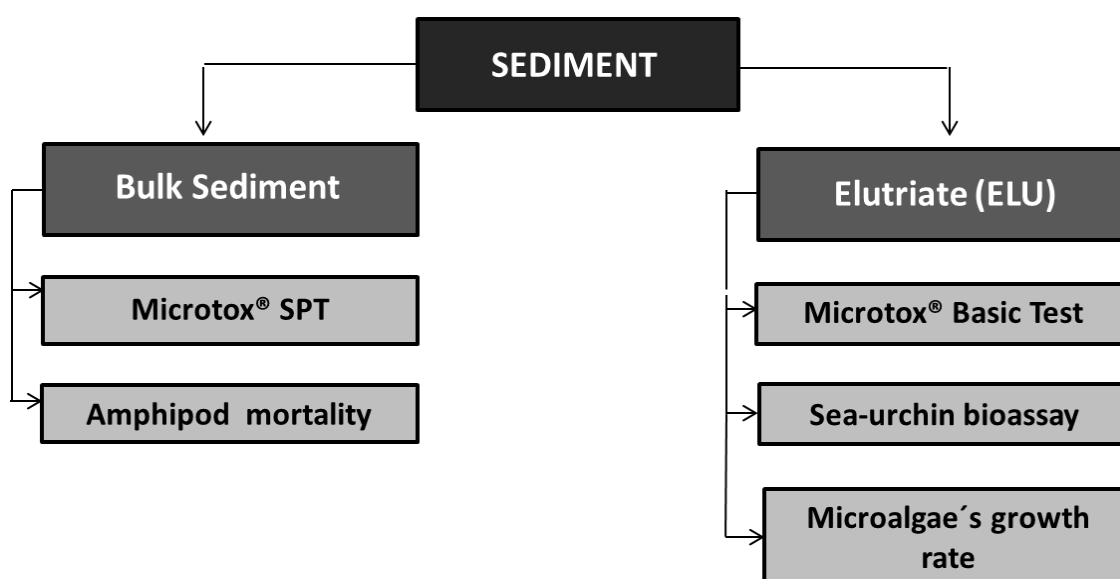 SEDIMENT
Bulk Sediment
Microtox® SPT
Amphipod mortality
Elutriate (ELU)
Microtox® Basic Test
Sea-urchin bioassay
Microalgae´s growth
rate